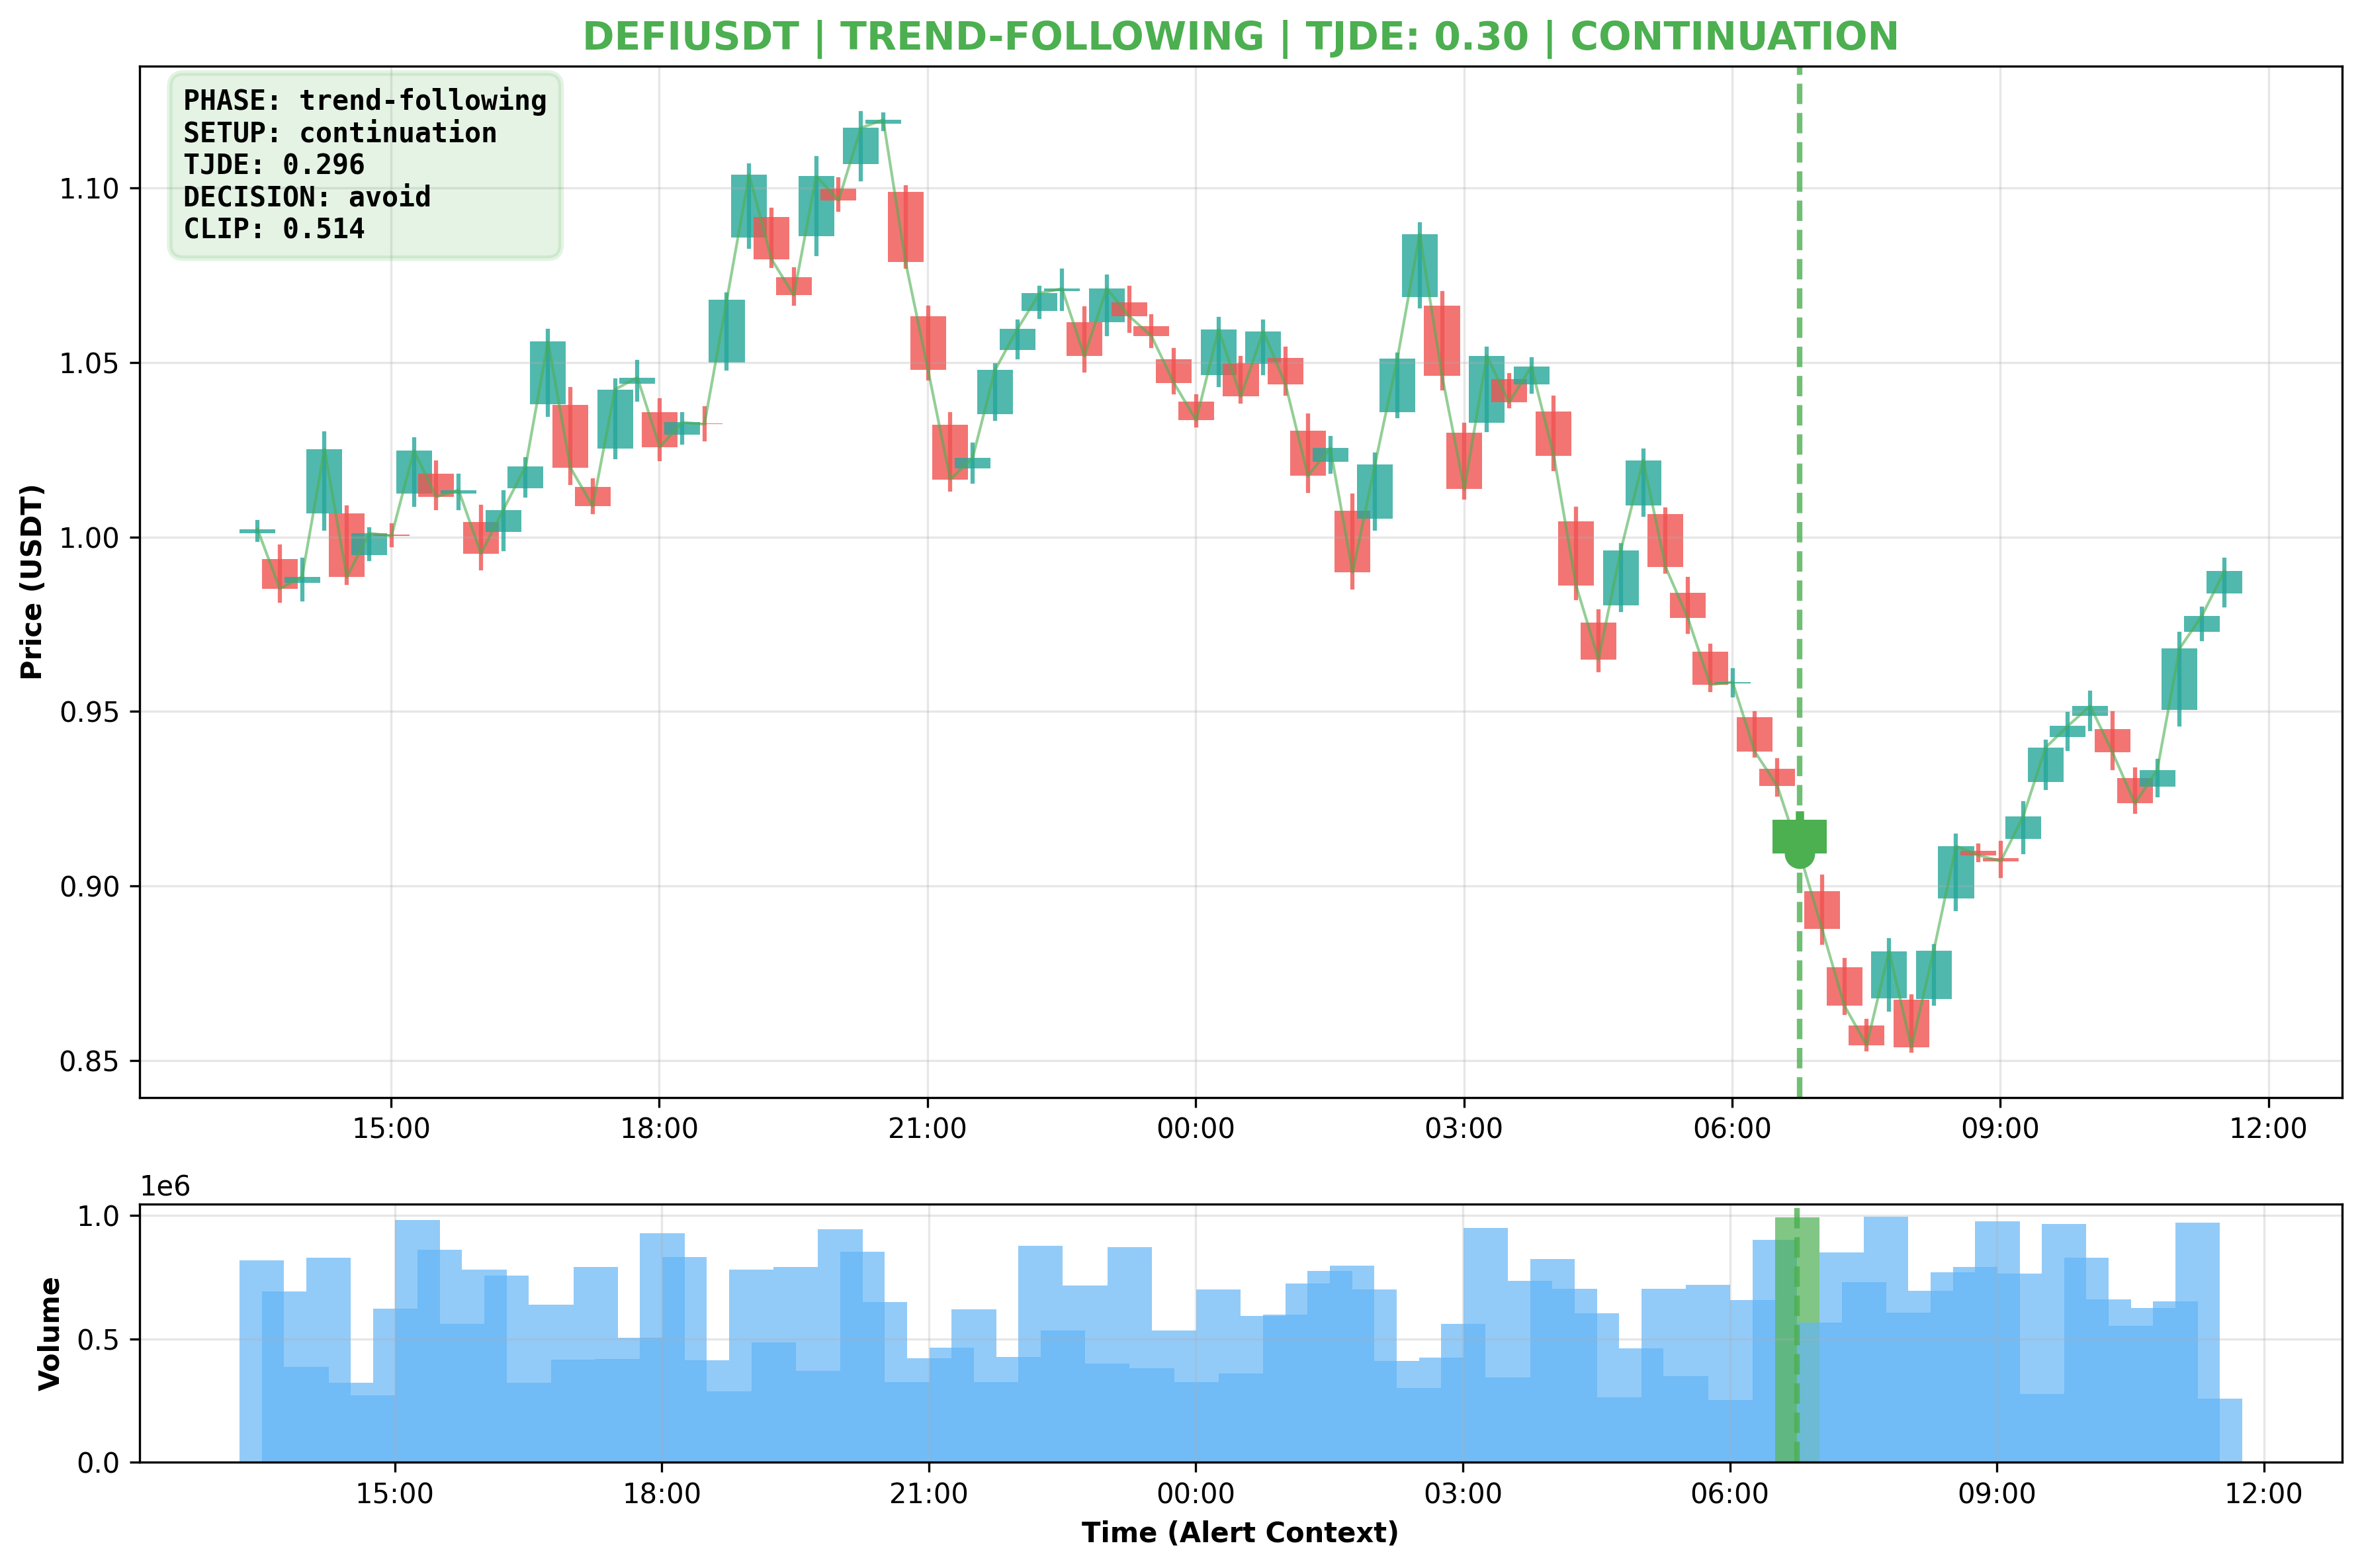 DEFIUSDT | TREND-FOLLOWING | TJDE: 0.30 | CONTINUATION
PHASE: trend-following
SETUP: continuation
TJDE: 0.296
DECISION: avoid
CLIP: 0.514
Price (USDT)
1.10
1.05
1.00
0.95
0.90
0.85
15:00 18:00 21:00 00:00 03:00 06:00 09:00 12:00
1e6
Volume
1.0
0.5
0.0
15:00 18:00 21:00 00:00 03:00 06:00 09:00 12:00
Time (Alert Context)